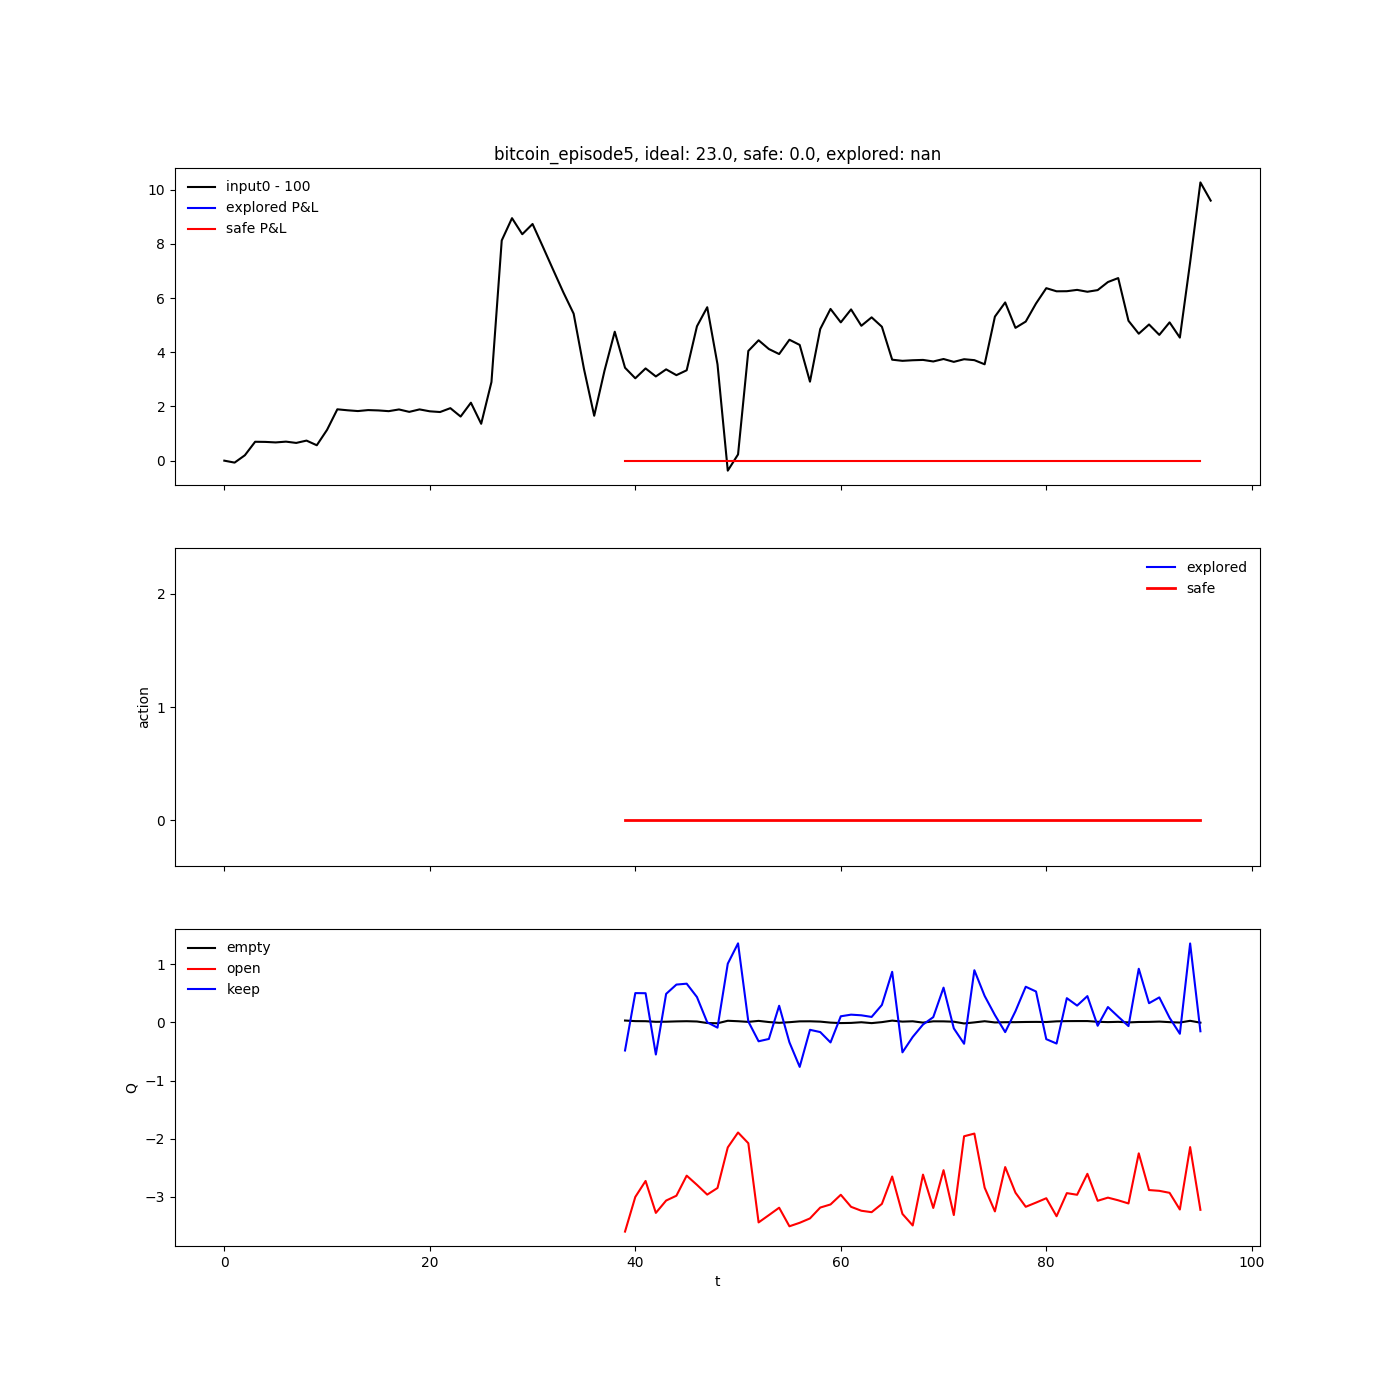 bitcoin_episode5, ideal: 23.0, safe: 0.0, explored: nan
input0 - 100
explored P&L
safe P&L
10
8
6
4
2
0
explored
safe
action
2
1
0
empty
open
keep
Q
1
0
−1
−2
−3
0 20 40 60 80 100
t